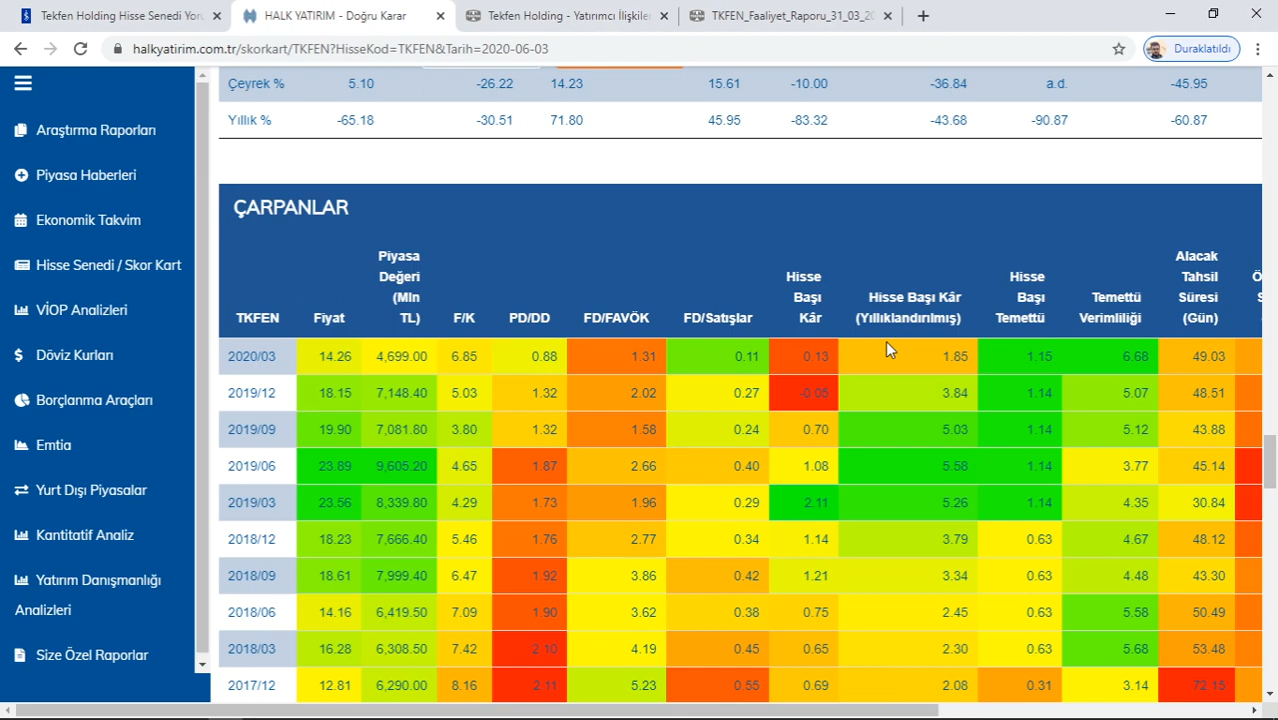 Tekfen Holding Hisse Senedi Yoru
HALK YATIRIM - Doğru Karar
Tekfen Holding - Yatırımcı İlişkiler
TKFEN_Faaliyet_Raporu_31_03_20
halkyatirim.com.tr/skorkart/TKFEN?HisseKod=TKFEN&Tarih=2020-06-03
Duraklatıldı
Araştırma Raporları
Piyasa Haberleri
Ekonomik Takvim
Hisse Senedi / Skor Kart
VİOP Analizleri
Döviz Kurları
Borçlanma Araçları
Emtia
Yurt Dışı Piyasalar
Kantitatif Analiz
Yatırım Danışmanlığı
Analizleri
Size Özel Raporlar
Çeyrek % 5.10 -26.22 14.23 15.61 -10.00 -36.84 a.d. -45.95
Yıllık % -65.18 -30.51 71.80 45.95 -83.32 -43.68 -90.87 -60.87
ÇARPANLAR
Piyasa Alacak
Değeri Hisse Hisse Tahsil
(Mln Başı Hisse Başı Kâr Başı Temettü Süresi
TKFEN Fiyat TL) F/K PD/DD FD/FAVÖK FD/Satışlar Kâr (Yıllıklandırılmış) Temettü Verimliliği (Gün)
2020/03 14.26 4,699.00 6.85 0.88 1.31 0.11 0.13 1.85 1.15 6.68 49.03
2019/12 18.15 7,148.40 5.03 1.32 2.02 0.27 -0.05 3.84 1.14 5.07 48.51
2019/09 19.90 7,081.80 3.80 1.32 1.58 0.24 0.70 5.03 1.14 5.12 43.88
2019/06 23.89 9,605.20 4.65 1.87 2.66 0.40 1.08 5.58 1.14 3.77 45.14
2019/03 23.56 8,339.80 4.29 1.73 1.96 0.29 2.11 5.26 1.14 4.35 30.84
2018/12 18.23 7,666.40 5.46 1.76 2.77 0.34 1.14 3.79 0.63 4.67 48.12
2018/09 18.61 7,999.40 6.47 1.92 3.86 0.42 1.21 3.34 0.63 4.48 43.30
2018/06 14.16 6,419.50 7.09 1.90 3.62 0.38 0.75 2.45 0.63 5.58 50.49
2018/03 16.28 6,308.50 7.42 2.10 4.19 0.45 0.65 2.30 0.63 5.68 53.48
2017/12 12.81 6,290.00 8.16 2.11 5.23 0.55 0.69 2.08 0.31 3.14 72.15